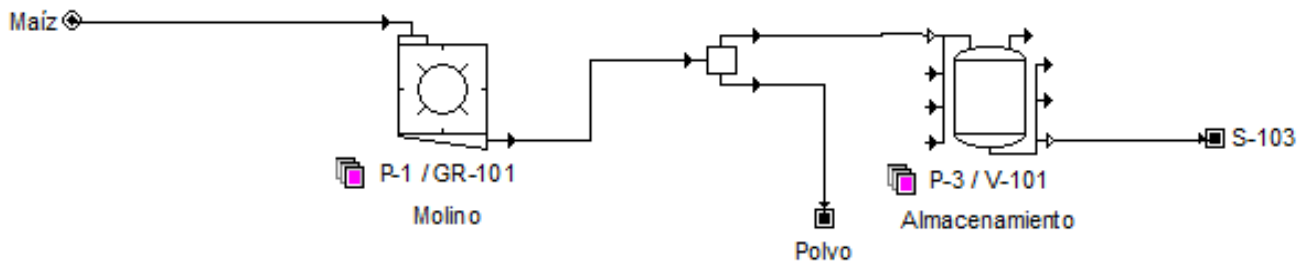 Maíz
P-1 / GR-101
Molino
Polvo
P-3 / V-101
Almacenamiento
S-103